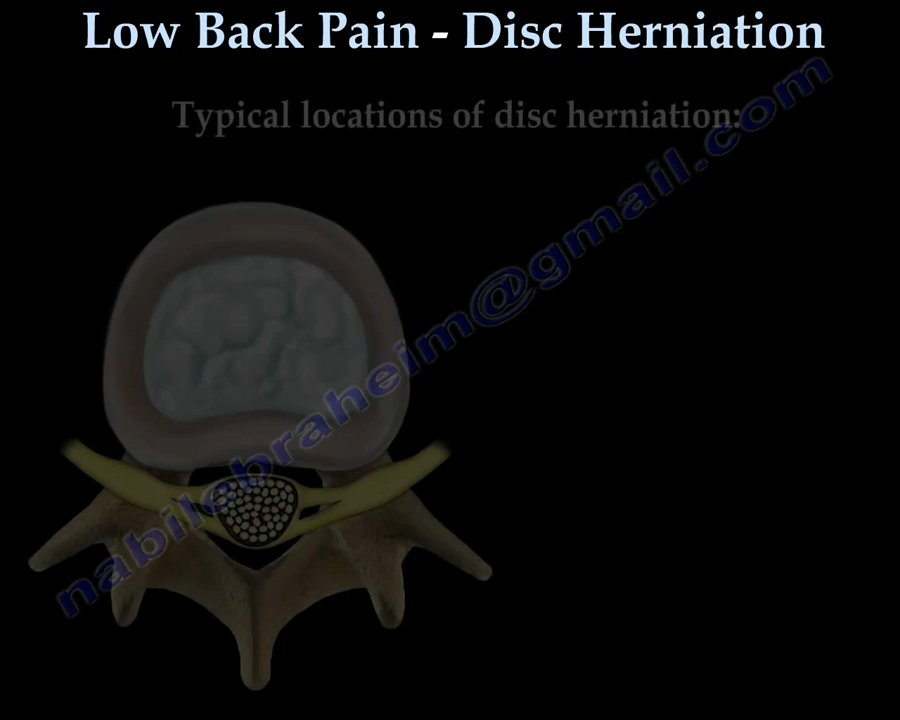 Low Back Pain - Disc Herniation
Typical locations of disc herniation:
nabilebraheim@gmail.com